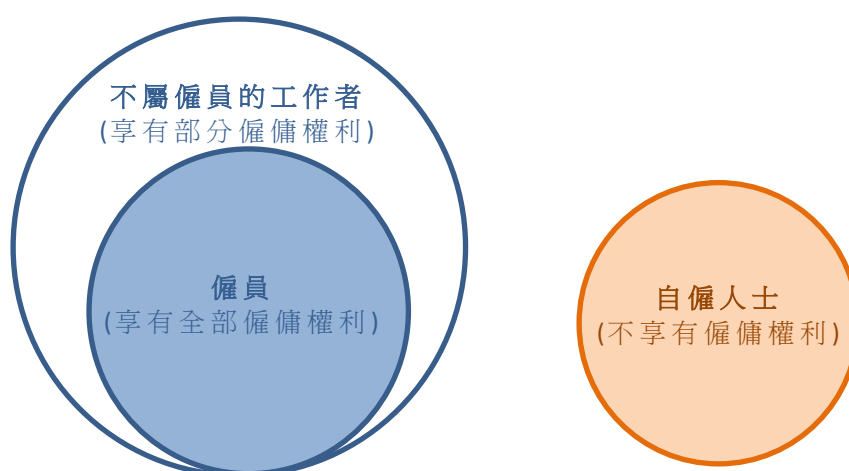 不屬僱員的工作者
(享有部分僱傭權利)
僱員
(享有全部僱傭權利)
自僱人士
(不享有僱傭權利)